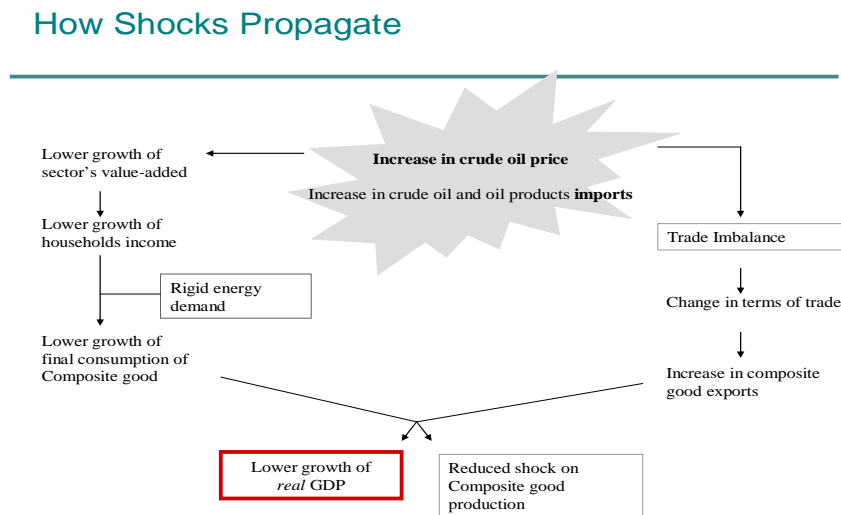 How Shocks Propagate
Increase in crude oil price
Increase in crude oil and oil products imports
Lower growth of
sector's value-added
Lower growth of
households income
Rigid energy
demand
Lower growth of
final consumption of
Composite good
Trade Imbalance
Change in terms of trade
Increase in composite
good exports
Lower growth of
real GDP
Reduced shock on
Composite good
production